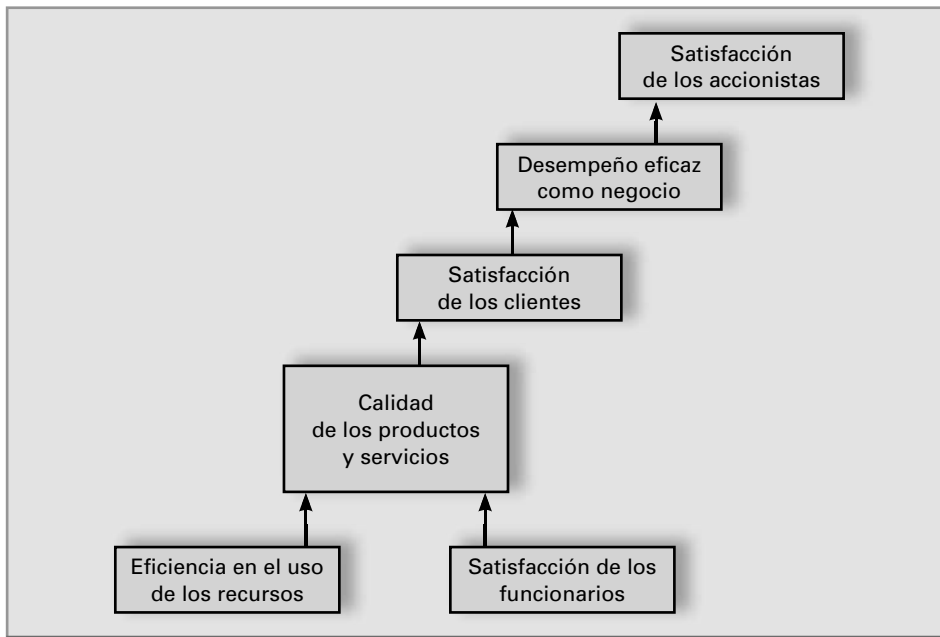 Satisfacción
de los accionistas
Desempeño eficaz
como negocio
Satisfacción
de los clientes
Calidad
de los productos
y servicios
Eficiencia en el uso
de los recursos
Satisfacción de los
funcionarios